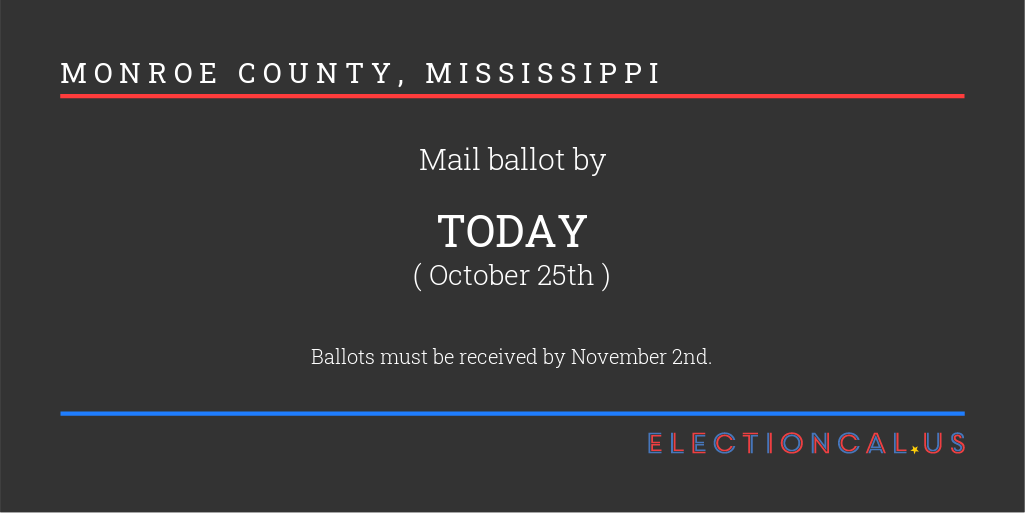 MONROE COUNTY, MISSISSIPPI
Mail ballot by
TODAY
( October 25th )
Ballots must be received by November 2nd.
ELECTIONCAL.US